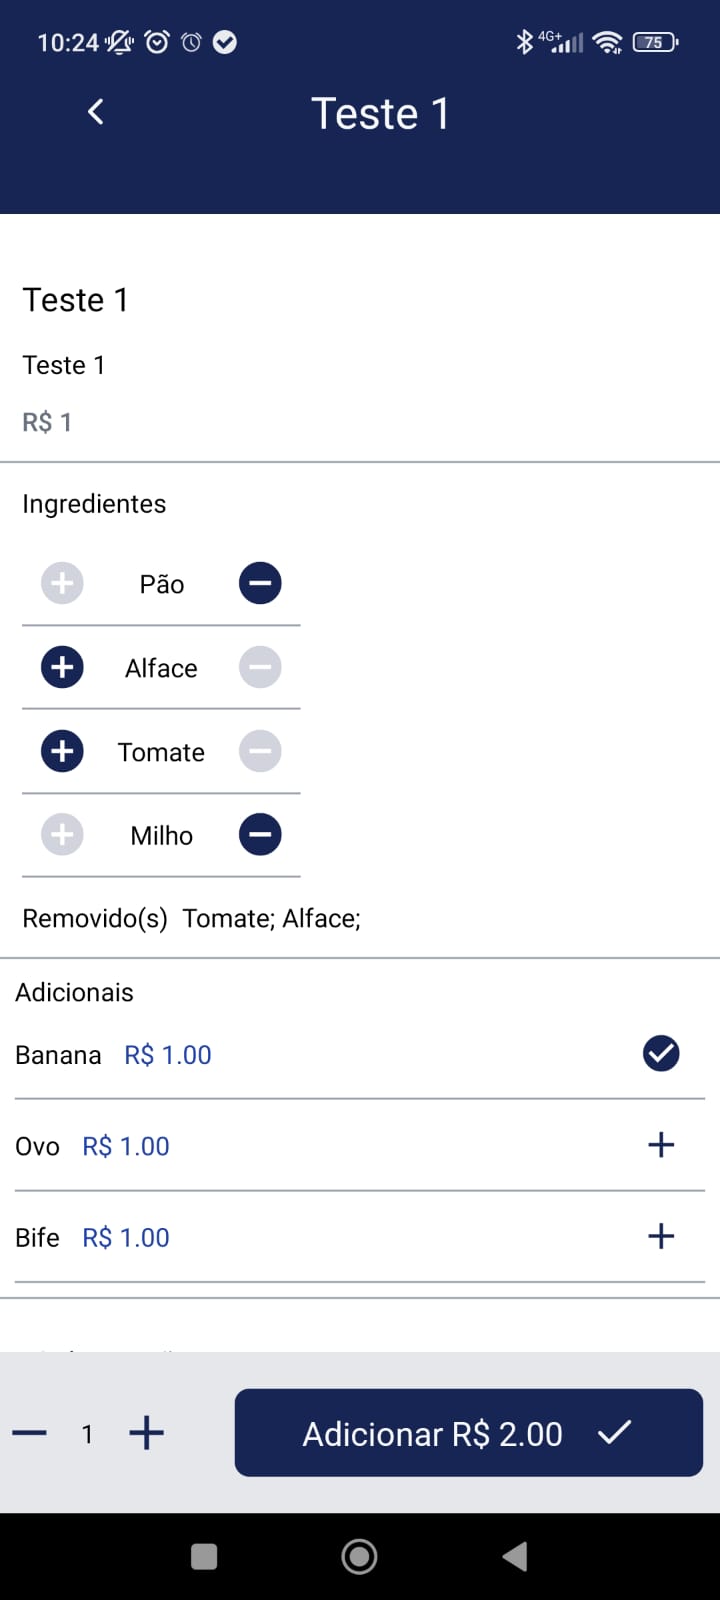 10:24 4G+ 75
Teste 1
Teste 1
Teste 1
R$ 1
Ingredientes
Pão
Alface
Tomate
Milho
Removido(s) Tomate; Alface;
Adicionais
Banana R$ 1.00
Ovo R$ 1.00
Bife R$ 1.00
1 Adicionar R$ 2.00